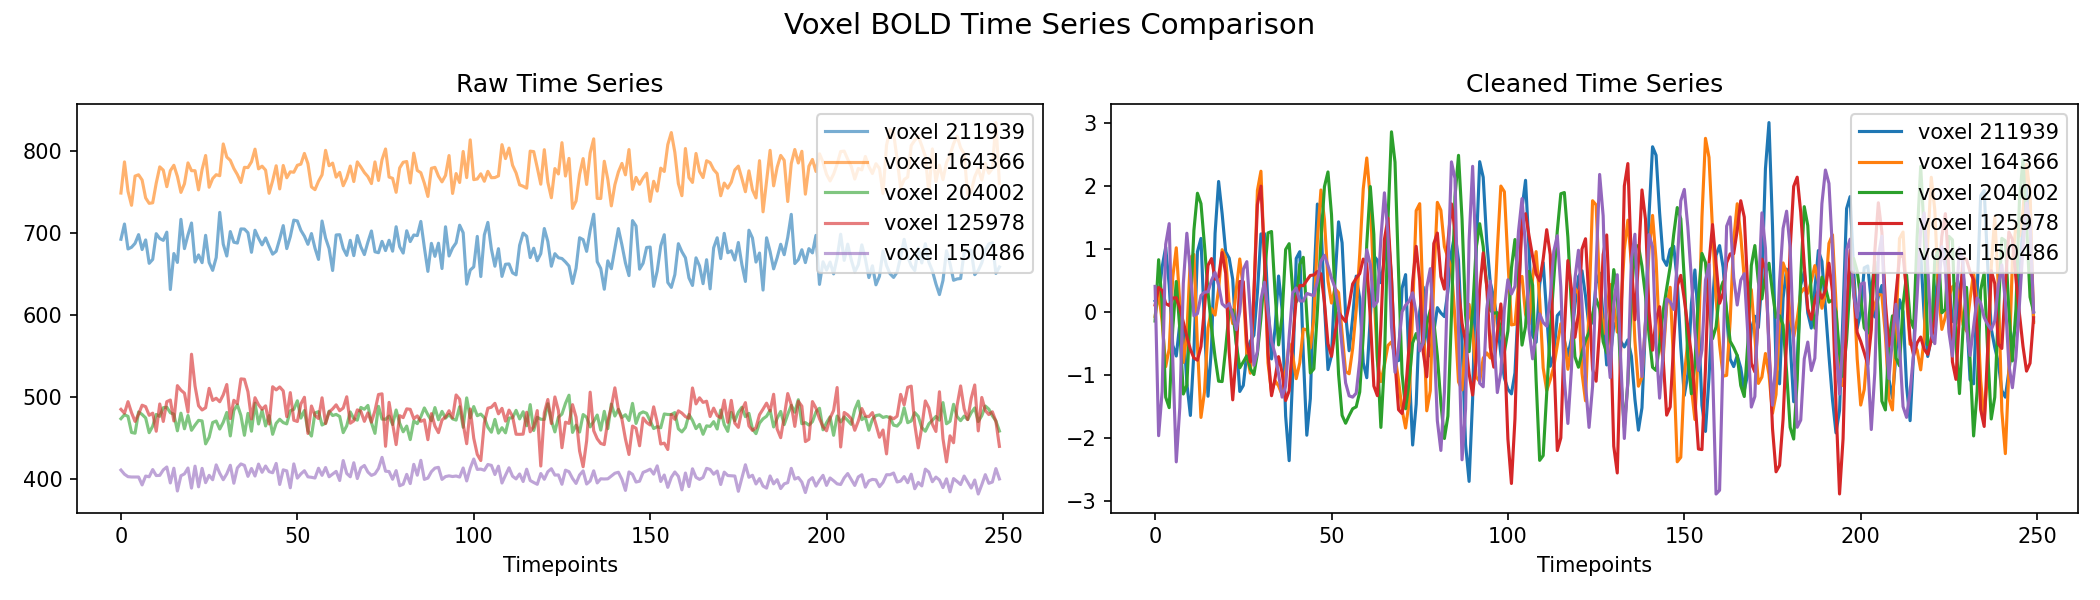 Voxel BOLD Time Series Comparison
Raw Time Series
800
700
600
500
400
0 50 100 150 200 250
Timepoints
voxel 211939
voxel 164366
voxel 204002
voxel 125978
voxel 150486
Cleaned Time Series
3
2
1
0
−1
−2
−3
0 50 100 150 200 250
Timepoints
voxel 211939
voxel 164366
voxel 204002
voxel 125978
voxel 150486